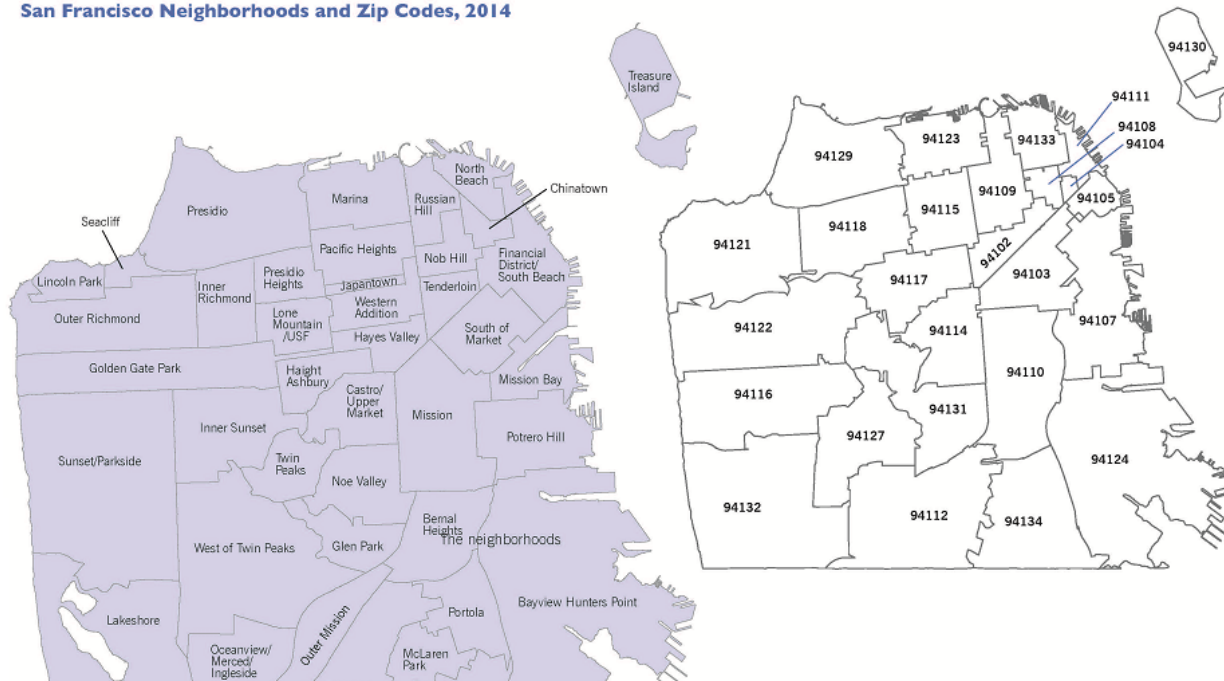 San Francisco Neighborhoods and Zip Codes, 2014
Treasure
Island
North
Beach
Chinatown
Russian
Hill
Marina
Presidio
Seacliff
Pacific Heights
Nob Hill
Financial
District/
South Beach
Lincoln Park
Inner
Richmond
Presidio
Heights
Japantown
Tenderloin
Western
Addition
Outer Richmond
Lone
Mountain
/USF
Hayes Valley
South of
Market
Golden Gate Park
Haight
Ashbury
Mission Bay
Castro/
Upper
Market
Mission
Inner Sunset
Potrero Hill
Sunset/Parkside
Twin
Peaks
Noe Valley
Bernal
Heights
The neighborhoods
West of Twin Peaks
Glen Park
Bayview Hunters Point
Lakeshore
Outer Mission
Portola
Oceanview/
Merced/
Ingleside
McLaren
Park
94130
94111
94108
94104
94123
94133
94129
94109
94105
94115
94118
94121
94102
94103
94117
94107
94122
94114
94110
94116
94131
94127
94124
94132
94112
94134